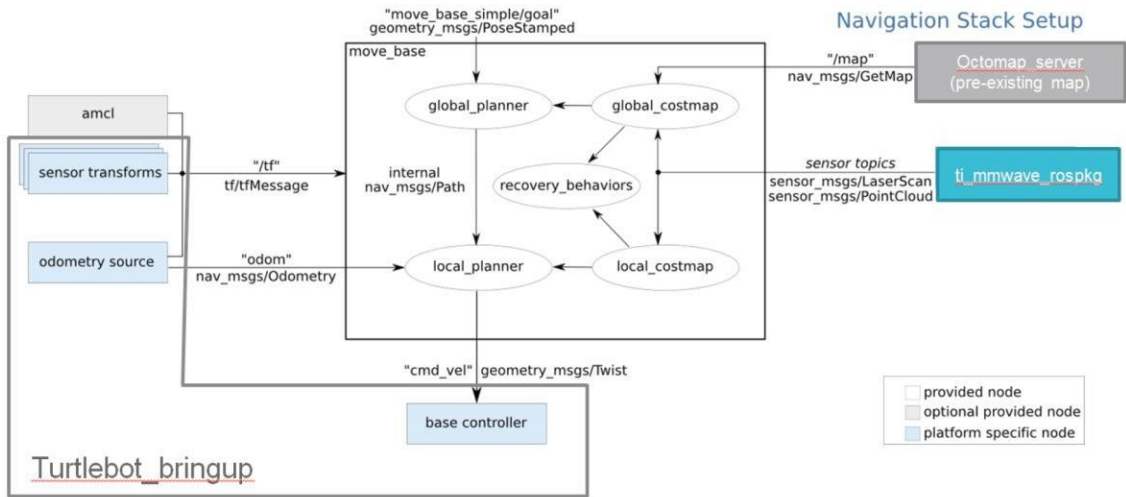 "move_base_simple/goal"
geometry_msgs/PoseStamped
Navigation Stack Setup
move_base
"/map"
nav_msgs/GetMap
Octomap_server
(pre-existing map)
amcl
global_planner
global_costmap
sensor transforms
"/tf"
tf/tfMessage
internal
nav_msgs/Path
recovery_behaviors
sensor topics
sensor_msgs/LaserScan
sensor_msgs/PointCloud
ti_mmwave_rospkg
odometry source
"odom"
nav_msgs/Odometry
local_planner
local_costmap
"cmd_vel"
geometry_msgs/Twist
base controller
provided node
optional provided node
platform specific node
Turtlebot_bringup